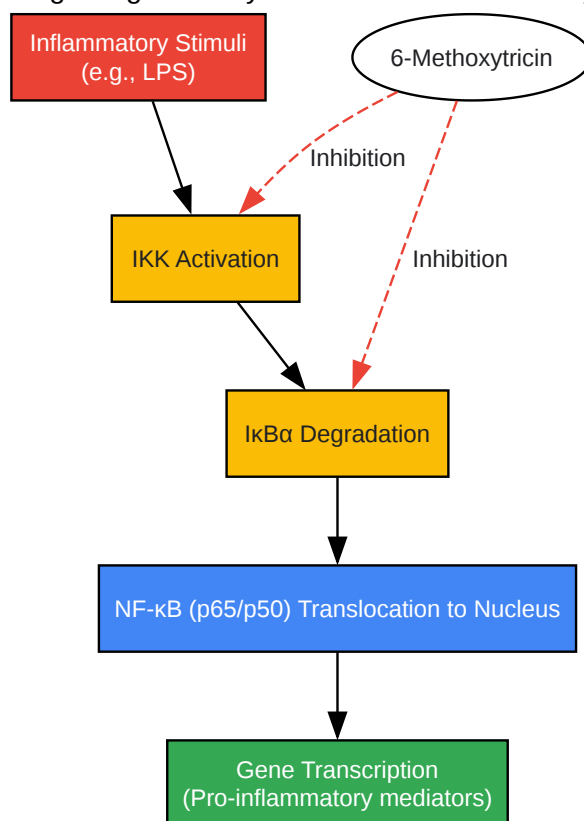 Inflammatory Stimuli
(e.g., LPS)
6-Methoxytricin
Inhibition
IKK Activation
Inhibition
IκBα Degradation
NF-κB (p65/p50) Translocation to Nucleus
Gene Transcription
(Pro-inflammatory mediators)